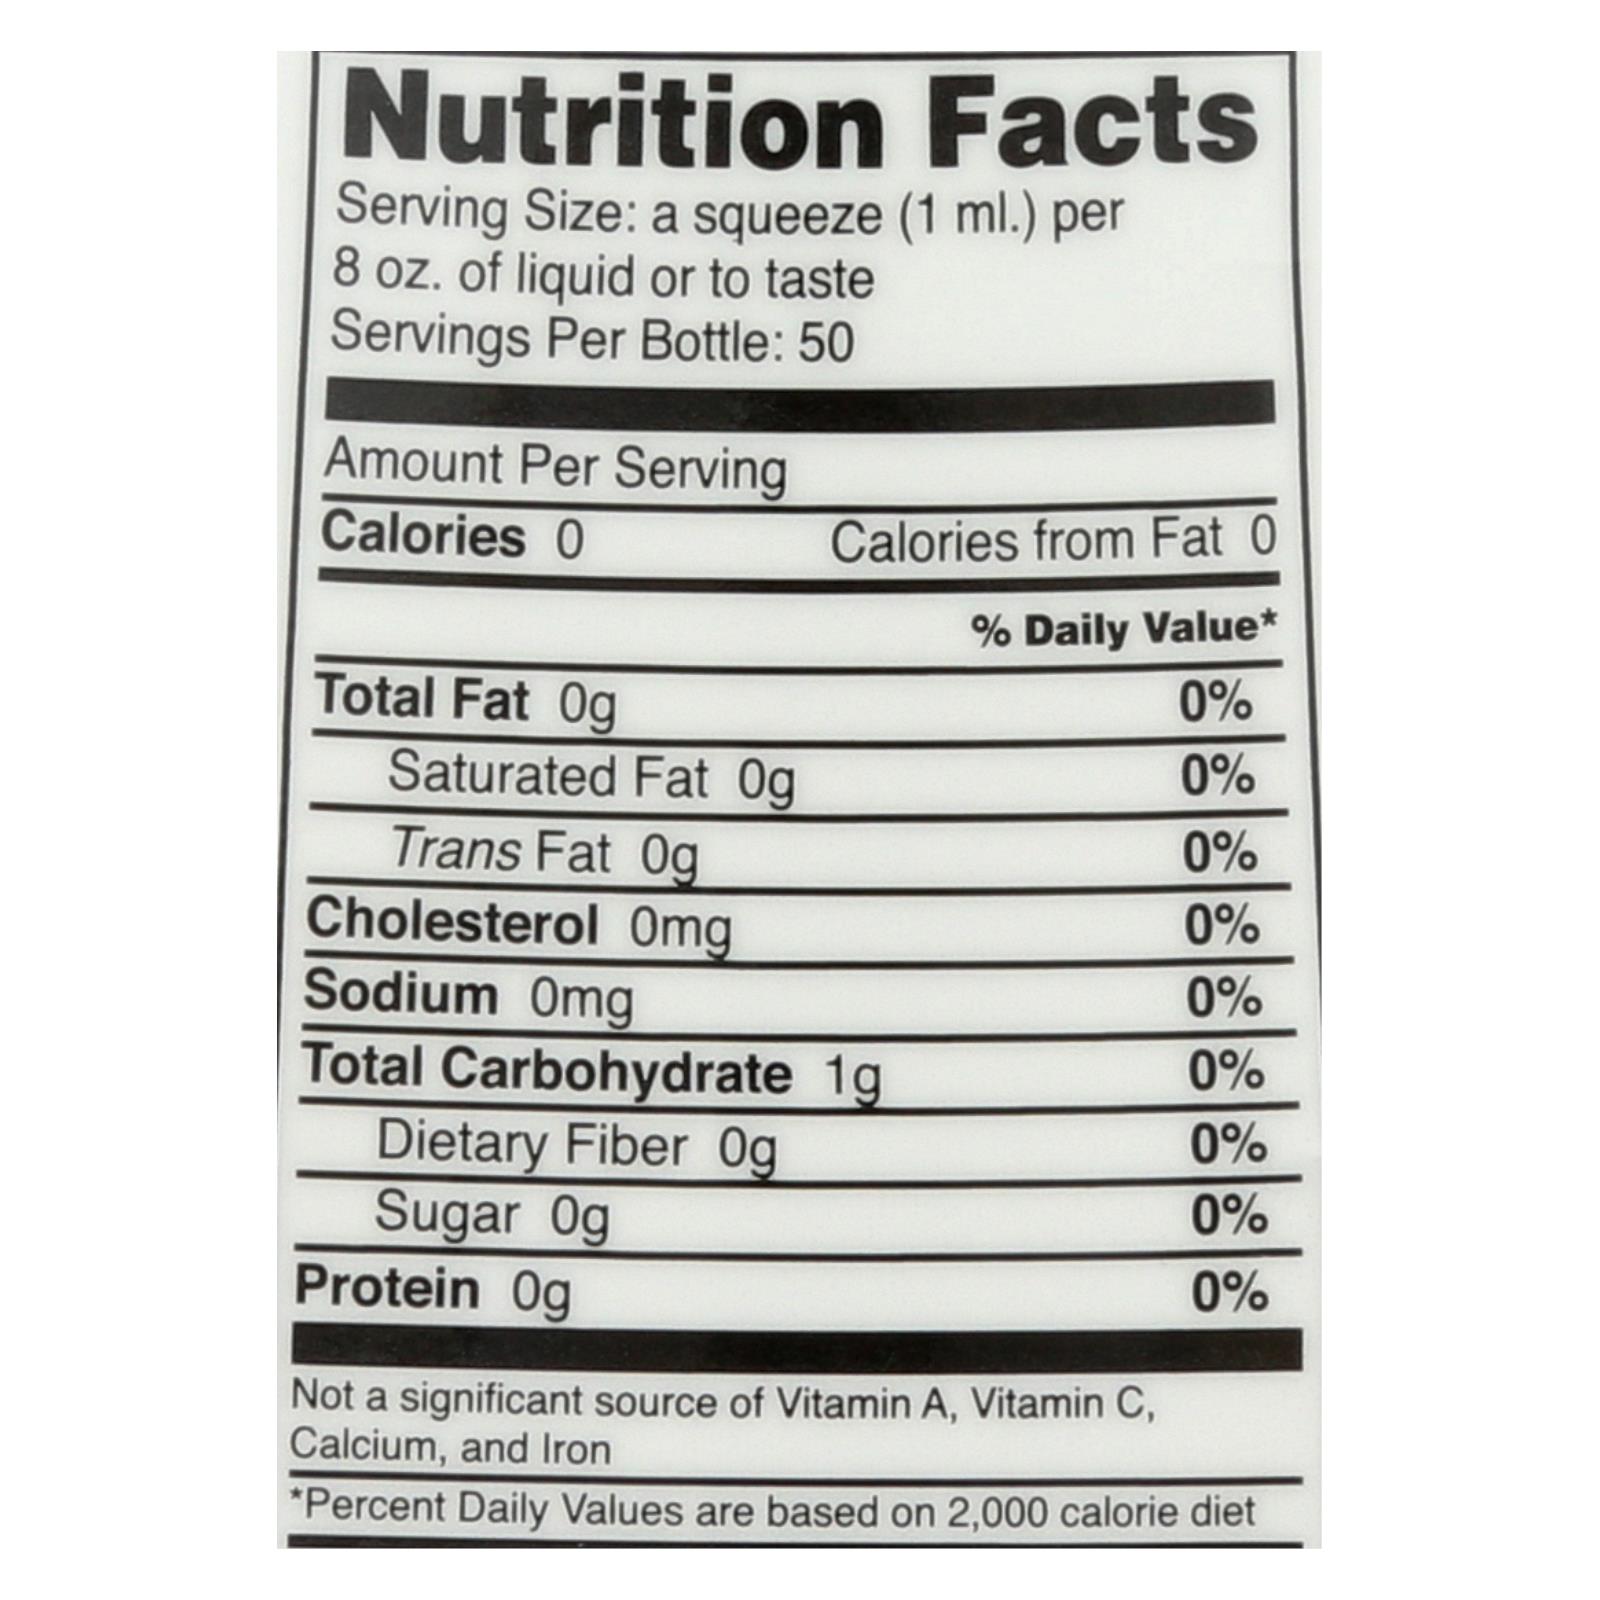 Nutrition Facts
Serving Size: a squeeze (1 ml.) per
8 oz. of liquid or to taste
Servings Per Bottle: 50
Amount Per Serving
Calories 0 Calories from Fat 0
% Daily Value*
Total Fat 0g 0%
Saturated Fat 0g 0%
Trans Fat 0g 0%
Cholesterol 0mg 0%
Sodium 0mg 0%
Total Carbohydrate 1g 0%
Dietary Fiber 0g 0%
Sugar 0g 0%
Protein 0g 0%
Not a significant source of Vitamin A, Vitamin C,
Calcium, and Iron
*Percent Daily Values are based on 2,000 calorie diet